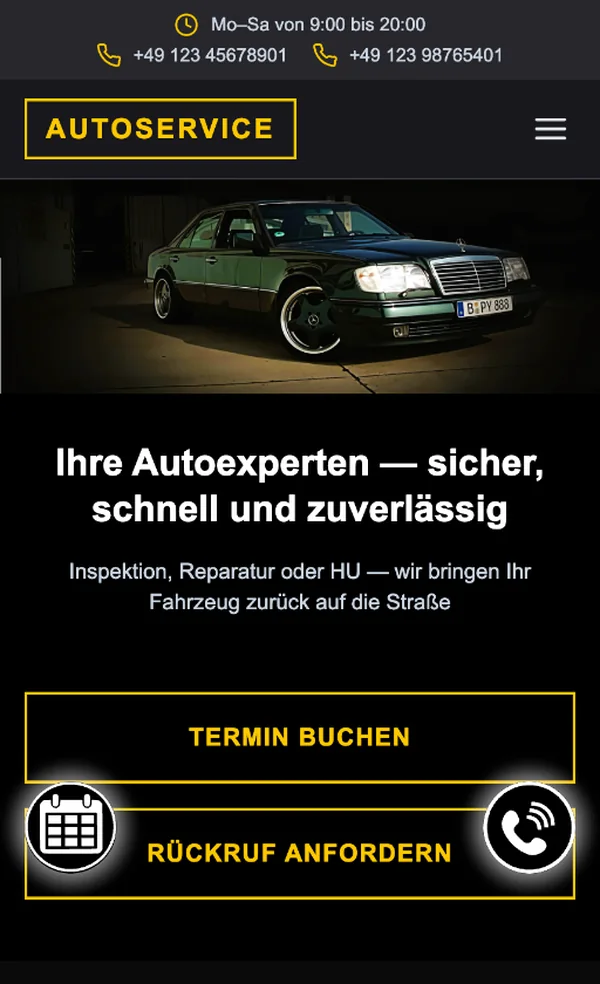 Mo–Sa von 9:00 bis 20:00
+49 123 45678901 +49 123 98765401
AUTOSERVICE
B PY 888
Ihre Autoexperten — sicher,
schnell und zuverlässig
Inspektion, Reparatur oder HU — wir bringen Ihr
Fahrzeug zurück auf die Straße
TERMIN BUCHEN
RÜCKRUF ANFORDERN